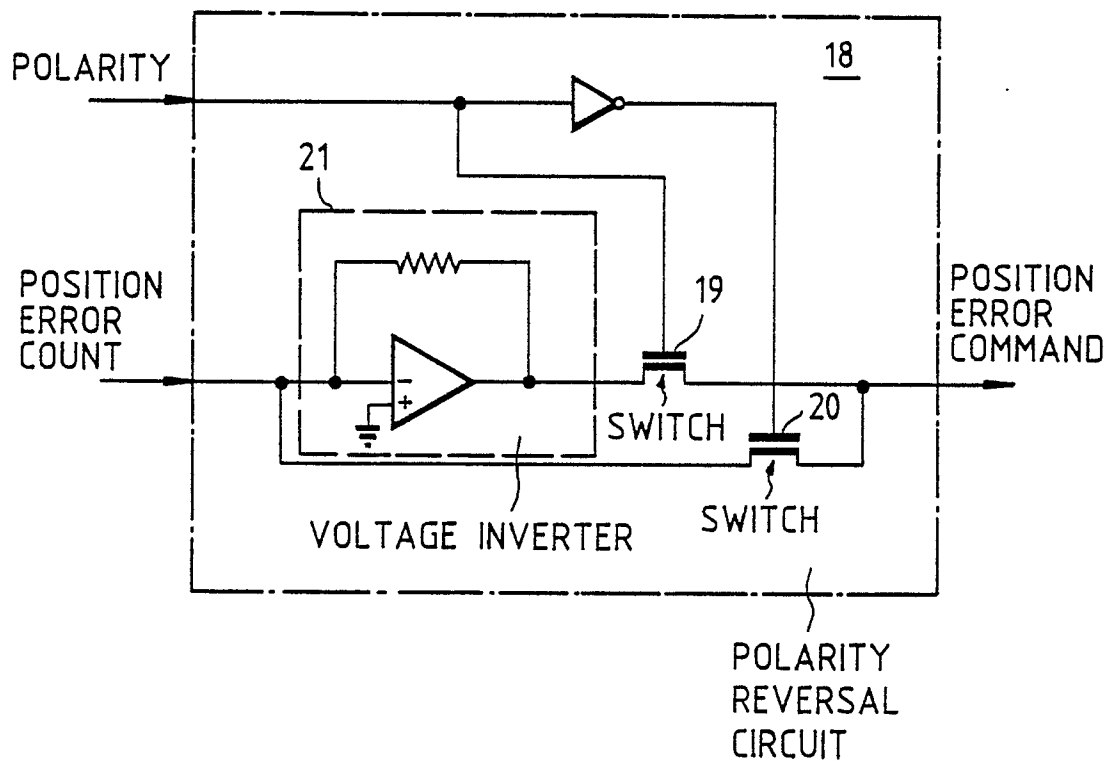 18
POLARITY
21
POSITION
ERROR
COUNT
19
POSITION
ERROR
COMMAND
−
+
20
SWITCH
SWITCH
VOLTAGE INVERTER
POLARITY
REVERSAL
CIRCUIT